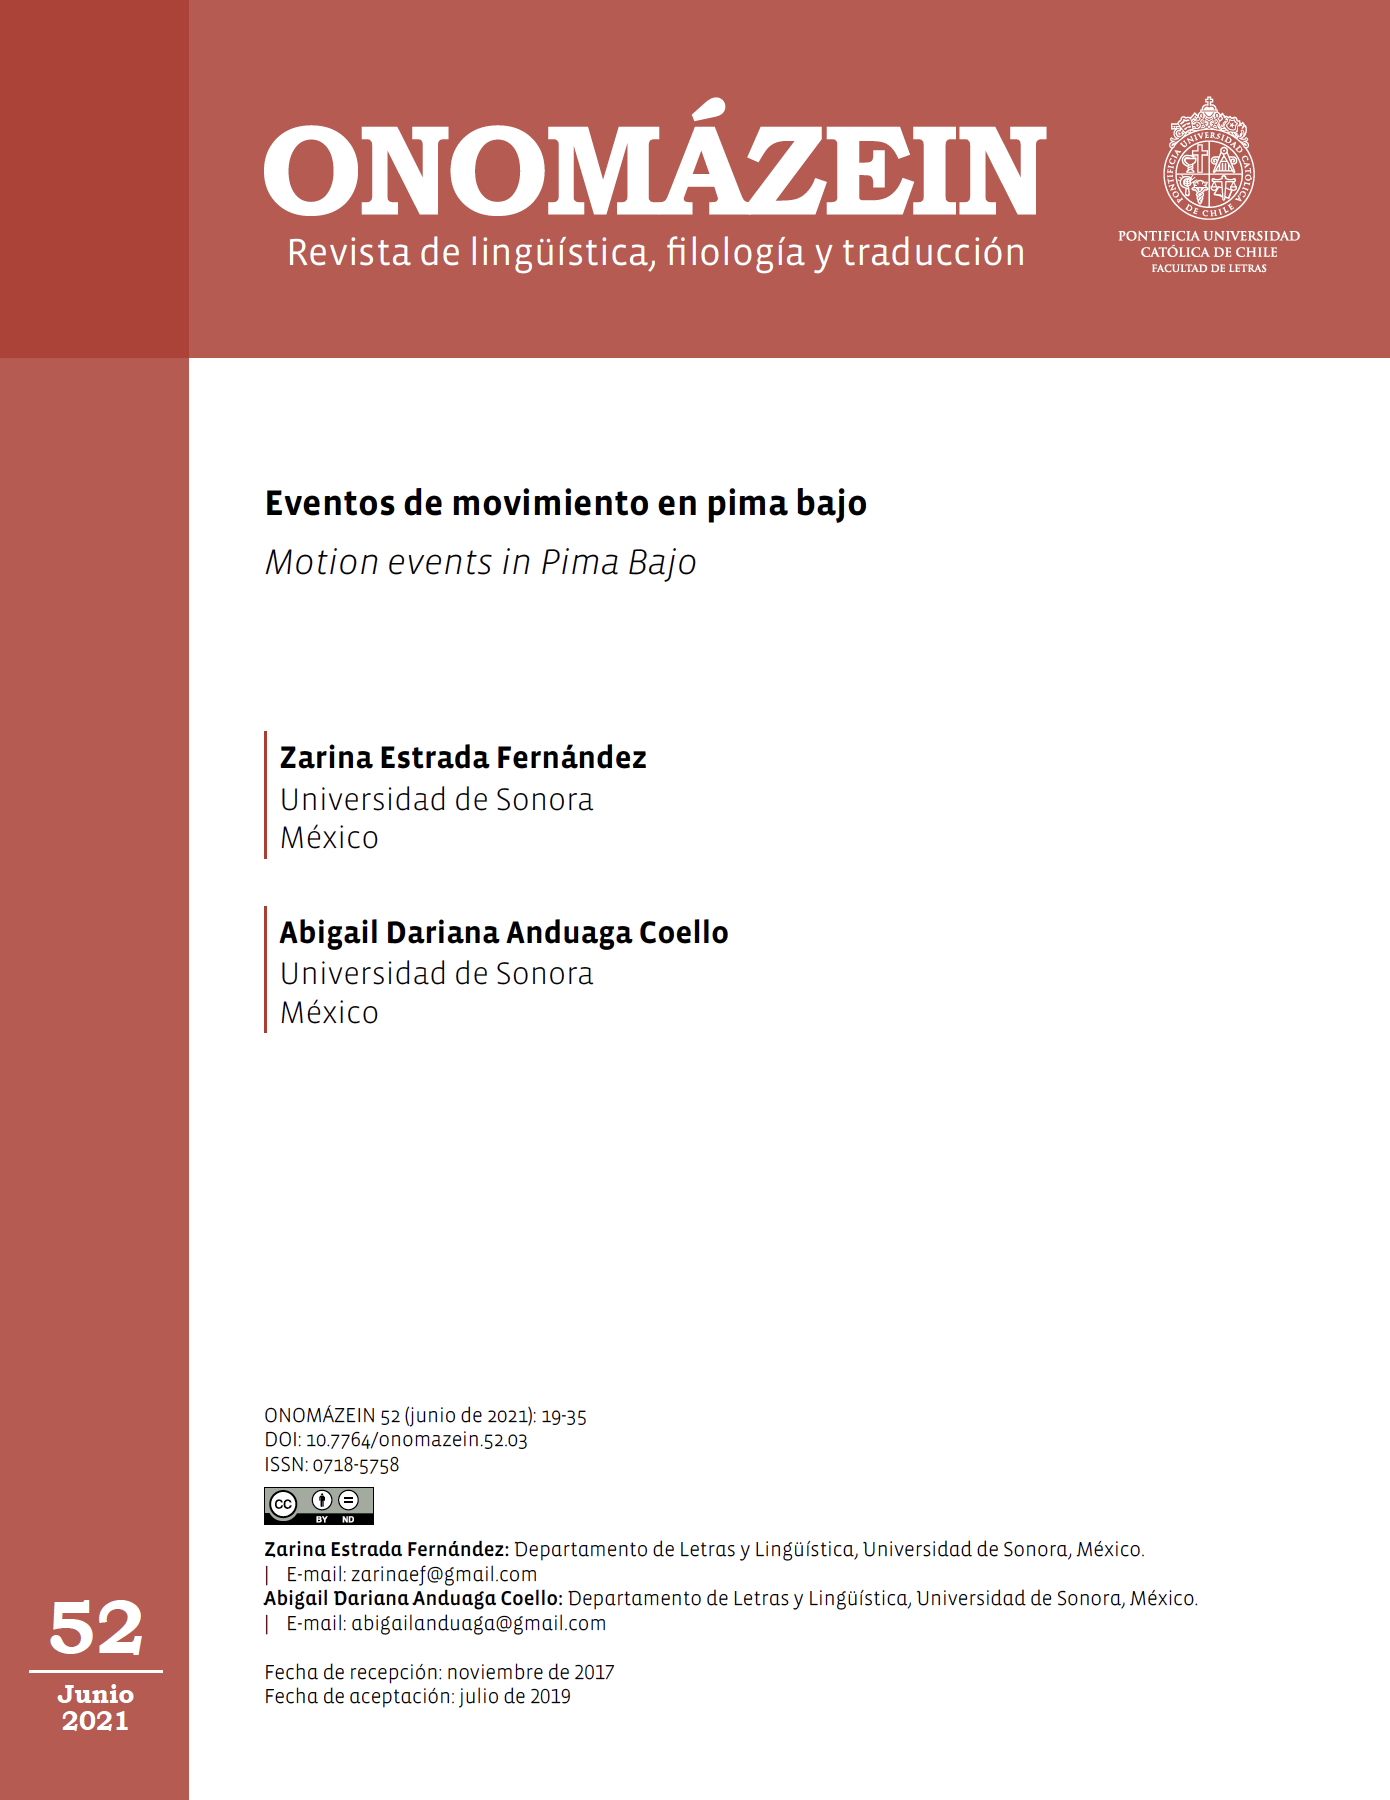 ONOMÁZEIN
Revista de lingüística, filología y traducción
PONTIFICIA UNIVERSIDAD CATÓLICA DE CHILE
PONTIFICIA UNIVERSIDAD
CATÓLICA DE CHILE
FACULTAD DE LETRAS
Eventos de movimiento en pima bajo
Motion events in Pima Bajo
Zarina Estrada Fernández
Universidad de Sonora
México
Abigail Dariana Anduaga Coello
Universidad de Sonora
México
ONOMÁZEIN 52 (junio de 2021): 19-35
DOI: 10.7764/onomazein.52.03
ISSN: 0718-5758
CC BY ND
Zarina Estrada Fernández: Departamento de Letras y Lingüística, Universidad de Sonora, México.
| E-mail: zarinaef@gmail.com
Abigail Dariana Anduaga Coello: Departamento de Letras y Lingüística, Universidad de Sonora, México.
| E-mail: abigailanduaga@gmail.com
Fecha de recepción: noviembre de 2017
Fecha de aceptación: julio de 2019
52
Junio
2021